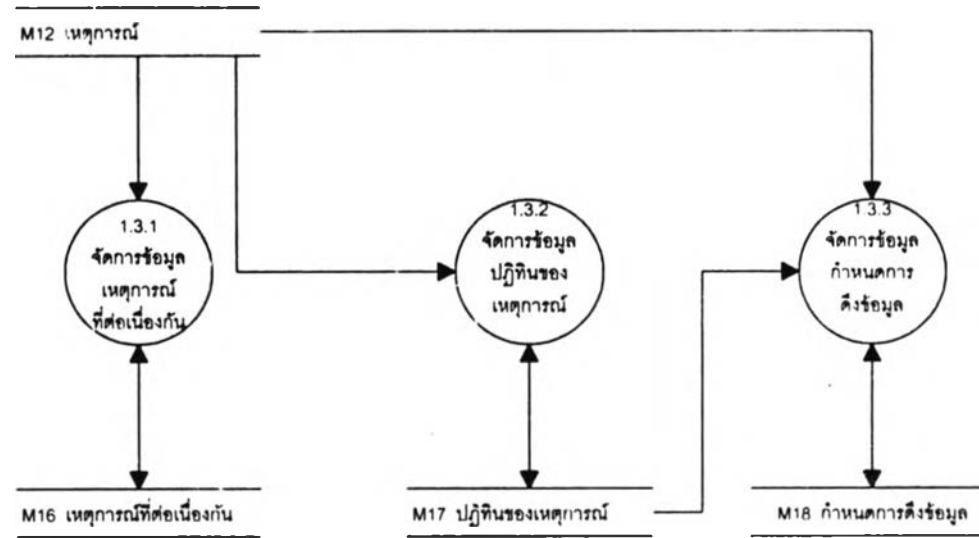 M12 เหตุการณ์
1.3.1
จัดการข้อมูล
เหตุการณ์
ที่ต่อเนื่องกัน
1.3.2
จัดการข้อมูล
ปฏิทินของ
เหตุการณ์
1.3.3
จัดการข้อมูล
กำหนดการ
ดึงข้อมูล
M16 เหตุการณ์ที่ต่อเนื่องกัน
M17 ปฏิทินของเหตุการณ์
M18 กำหนดการดึงข้อมูล